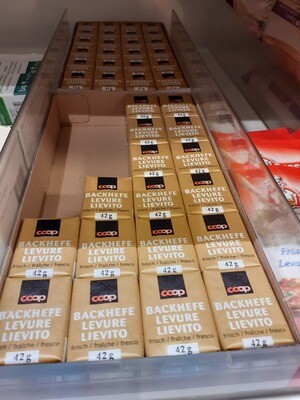 coop
BACKHEFE
LEVURE
LIEVITO
frisch / fraîche / fresco
42 g